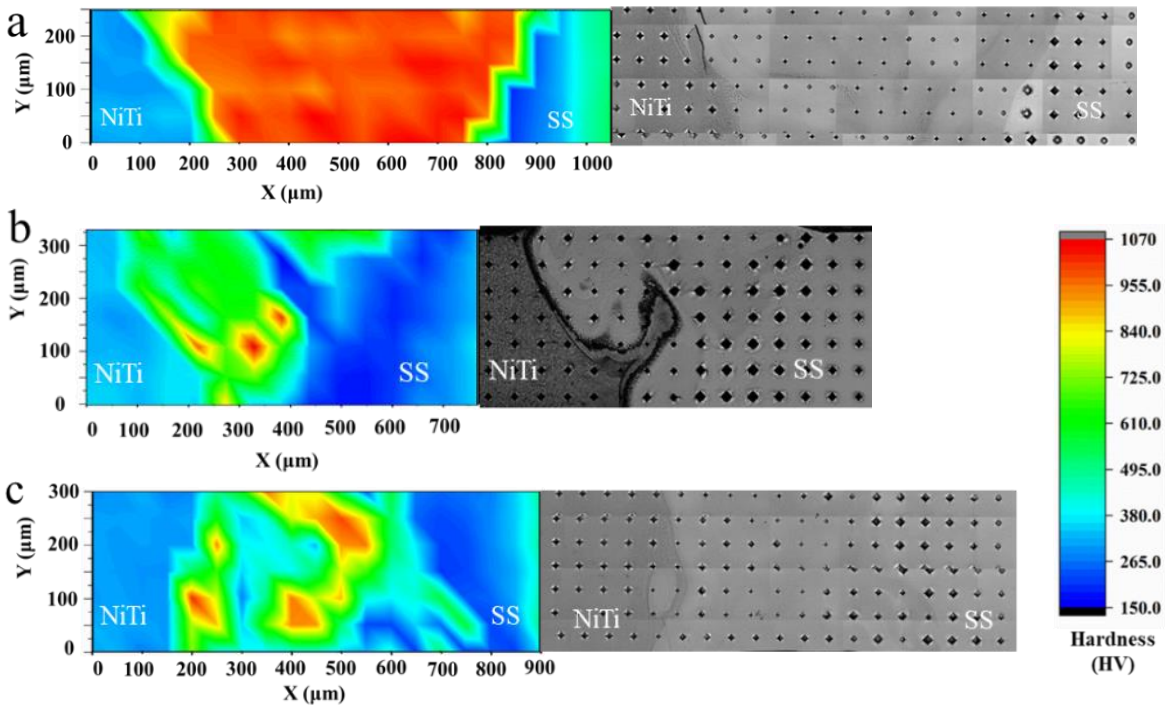 a
Y (μm)
200
100
0
NiTi
SS
NiTi
SS
0 100 200 300 400 500 600 700 800 900 1000
X (μm)
b
Y (μm)
300
200
100
0
NiTi
SS
NiTi
SS
0 100 200 300 400 500 600 700
X (μm)
c
Y (μm)
300
200
100
0
NiTi
SS
NiTi
SS
0 100 200 300 400 500 600 700 800 900
X (μm)
1070
955.0
840.0
725.0
610.0
495.0
380.0
265.0
150.0
Hardness
(HV)